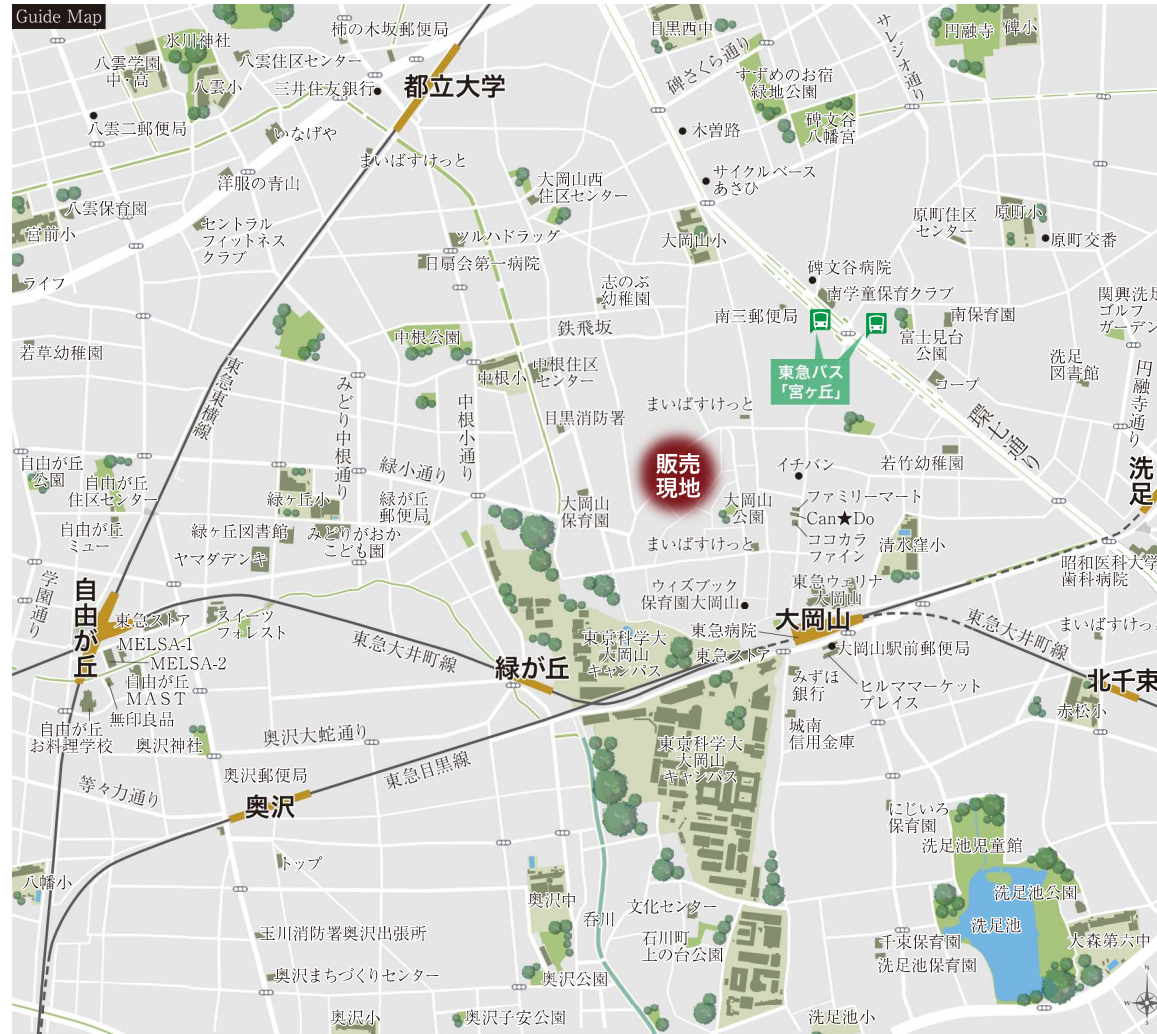 Guide Map
氷川神社
柿の木坂郵便局
八雲学園
中・高
八雲住区センター
八雲小
三井住友銀行
都立大学
八雲二郵便局
いなげや
まいばすけっと
洋服の青山
目黒西中
碑さくら通り
すずめのお宿
緑地公園
サレジオ通り
円融寺
碑小
碑文谷
八幡宮
木曽路
サイクルベース
あさひ
大岡山西
住区センター
八雲保育園
宮前小
セントラル
フィットネス
クラブ
ツルハドラッグ
目扇会第一病院
大岡山小
原町住区
センター
原町小
原町交番
ライフ
志のぶ
幼稚園
碑文谷病院
南学童保育クラブ
南三郵便局
南保育園
富士見台
公園
関興洗足
ゴルフ
ガーデン
若草幼稚園
中根公園
鉄飛坂
中根小
中根住区
センター
東急バス
「宮ヶ丘」
洗足
図書館
コープ
円融寺通り
東急東横線
みどり中根通り
中根小通り
目黒消防署
まいばすけっと
環七通り
自由が丘
公園
自由が丘
住区センター
緑小通り
販売
現地
イチバン
若竹幼稚園
洗足
緑ヶ丘小
緑が丘
郵便局
大岡山
保育園
大岡山
公園
ファミリーマート
Can★Do
ココカラ
ファイン
清水窪小
自由が丘
ミュー
緑ヶ丘図書館
みどりがおか
こども園
ヤマダデンキ
まいばすけっと
昭和医科大学
歯科病院
学園通り
自由が丘
東急ストア
スイーツ
フォレスト
MELSA-1
MELSA-2
自由が丘
MAST
無印良品
自由が丘
お料理学校
東急大井町線
緑が丘
東京科学大
大岡山
キャンパス
ウィズブック
保育園大岡山
東急ウェリナ
大岡山
東急病院
大岡山
東急ストア
大岡山駅前郵便局
東急大井町線
まいばすけっ
みずほ
銀行
ヒルママーケット
プレイス
北千束
赤松小
城南
信用金庫
奥沢神社
奥沢大蛇通り
奥沢郵便局
東急目黒線
等々力通り
奥沢
東京科学大
大岡山
キャンパス
にじいろ
保育園
洗足池児童館
トップ
八幡小
奥沢中
呑川
文化センター
石川町
上の台公園
洗足池公園
洗足池
玉川消防署奥沢出張所
奥沢まちづくりセンター
奥沢公園
千束保育園
洗足池保育園
大森第六中
奥沢小
奥沢子安公園
洗足池小
N
W
S